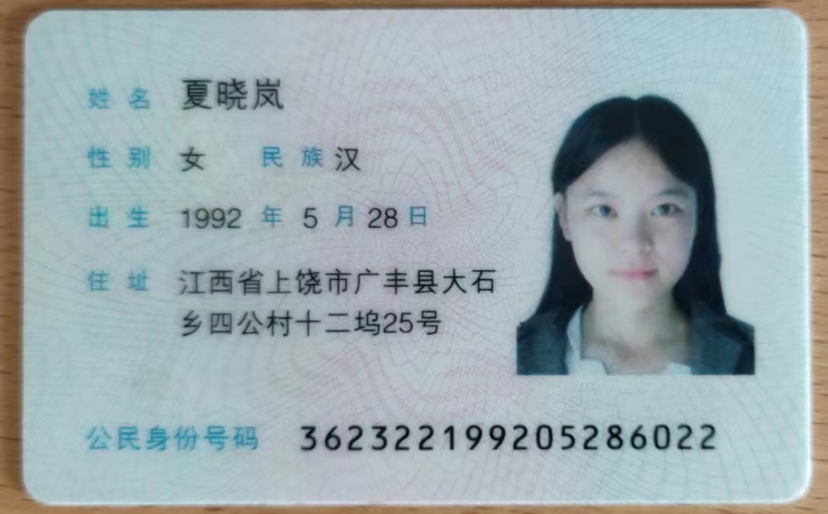 姓名 夏晓岚
性别 女 民族 汉
出生 1992 年 5 月 28 日
住址 江西省上饶市广丰县大石
乡四公村十二坞25号
公民身份号码 362322199205286022